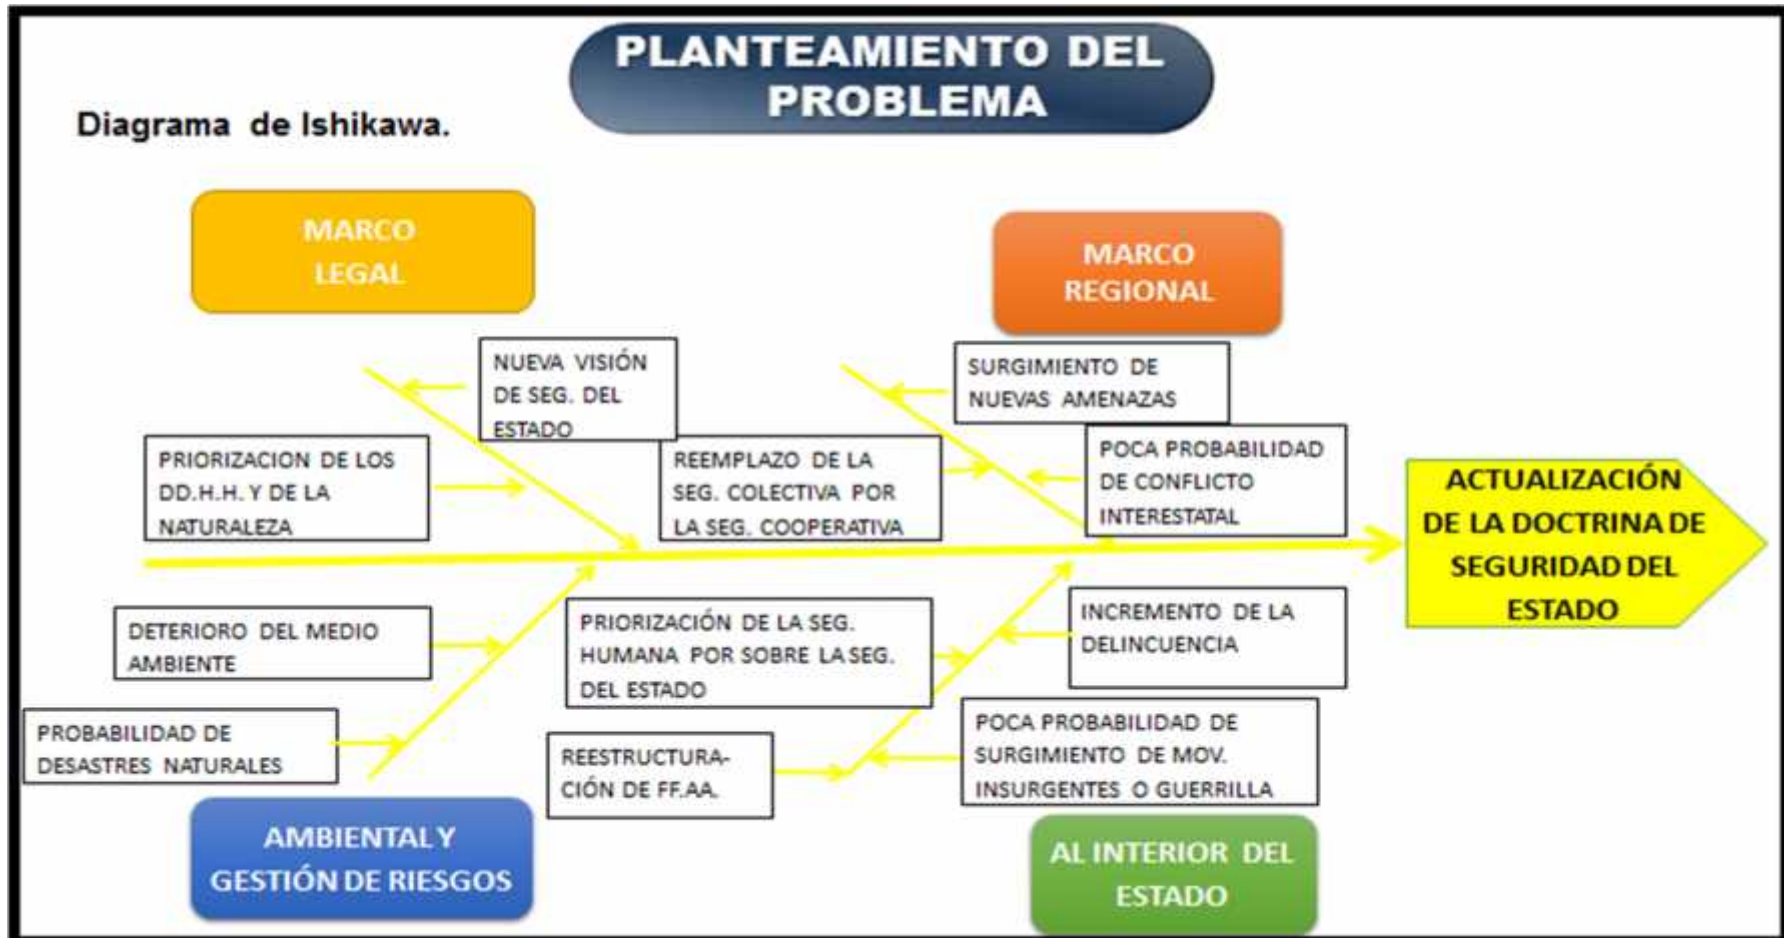 PLANTEAMIENTO DEL
PROBLEMA
Diagrama de Ishikawa.
MARCO
LEGAL
MARCO
REGIONAL
NUEVA VISIÓN
DE SEG. DEL
ESTADO
SURGIMIENTO DE
NUEVAS AMENAZAS
PRIORIZACION DE LOS
DD.H.H. Y DE LA
NATURALEZA
REEMPLAZO DE LA
SEG. COLECTIVA POR
LA SEG. COOPERATIVA
POCA PROBABILIDAD
DE CONFLICTO
INTERESTATAL
ACTUALIZACIÓN
DE LA DOCTRINA DE
SEGURIDAD DEL
ESTADO
DETERIORO DEL MEDIO
AMBIENTE
PRIORIZACIÓN DE LA SEG.
HUMANA POR SOBRE LA SEG.
DEL ESTADO
INCREMENTO DE LA
DELINCUENCIA
PROBABILIDAD DE
DESASTRES NATURALES
REESTRUCTURA-
CIÓN DE FF.AA.
POCA PROBABILIDAD DE
SURGIMIENTO DE MOV.
INSURGENTES O GUERRILLA
AMBIENTAL Y
GESTIÓN DE RIESGOS
AL INTERIOR DEL
ESTADO